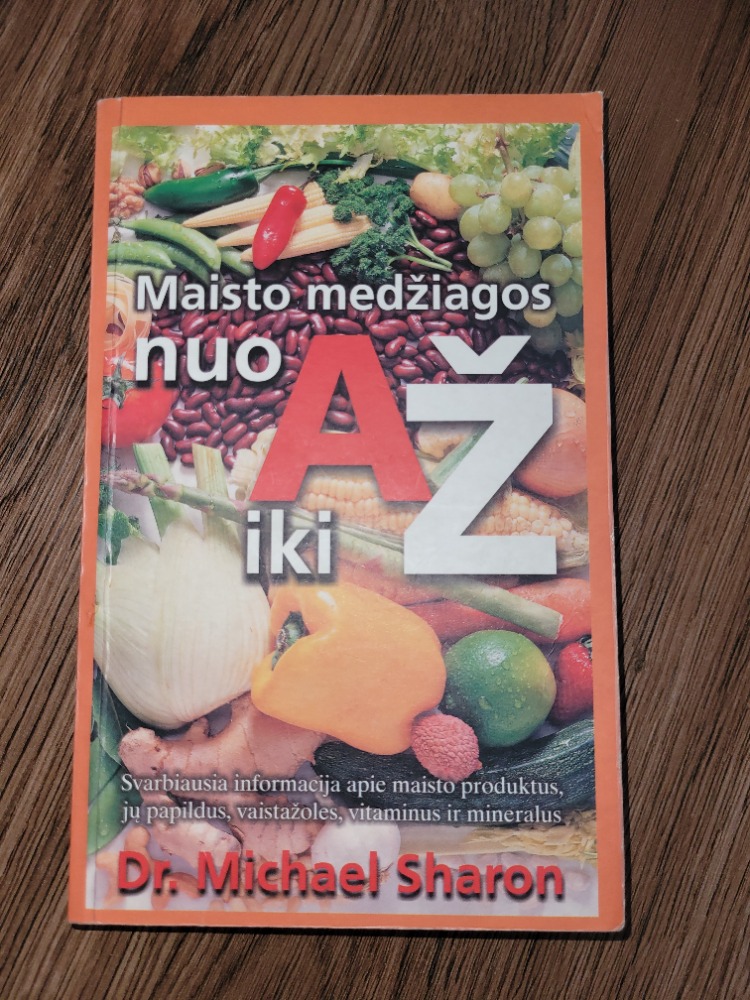 Maisto medžiagos
nuo A
iki Ž
Svarbiausia informacija apie maisto produktus,
jų papildus, vaistažoles, vitaminus ir mineralus
Dr. Michael Sharon